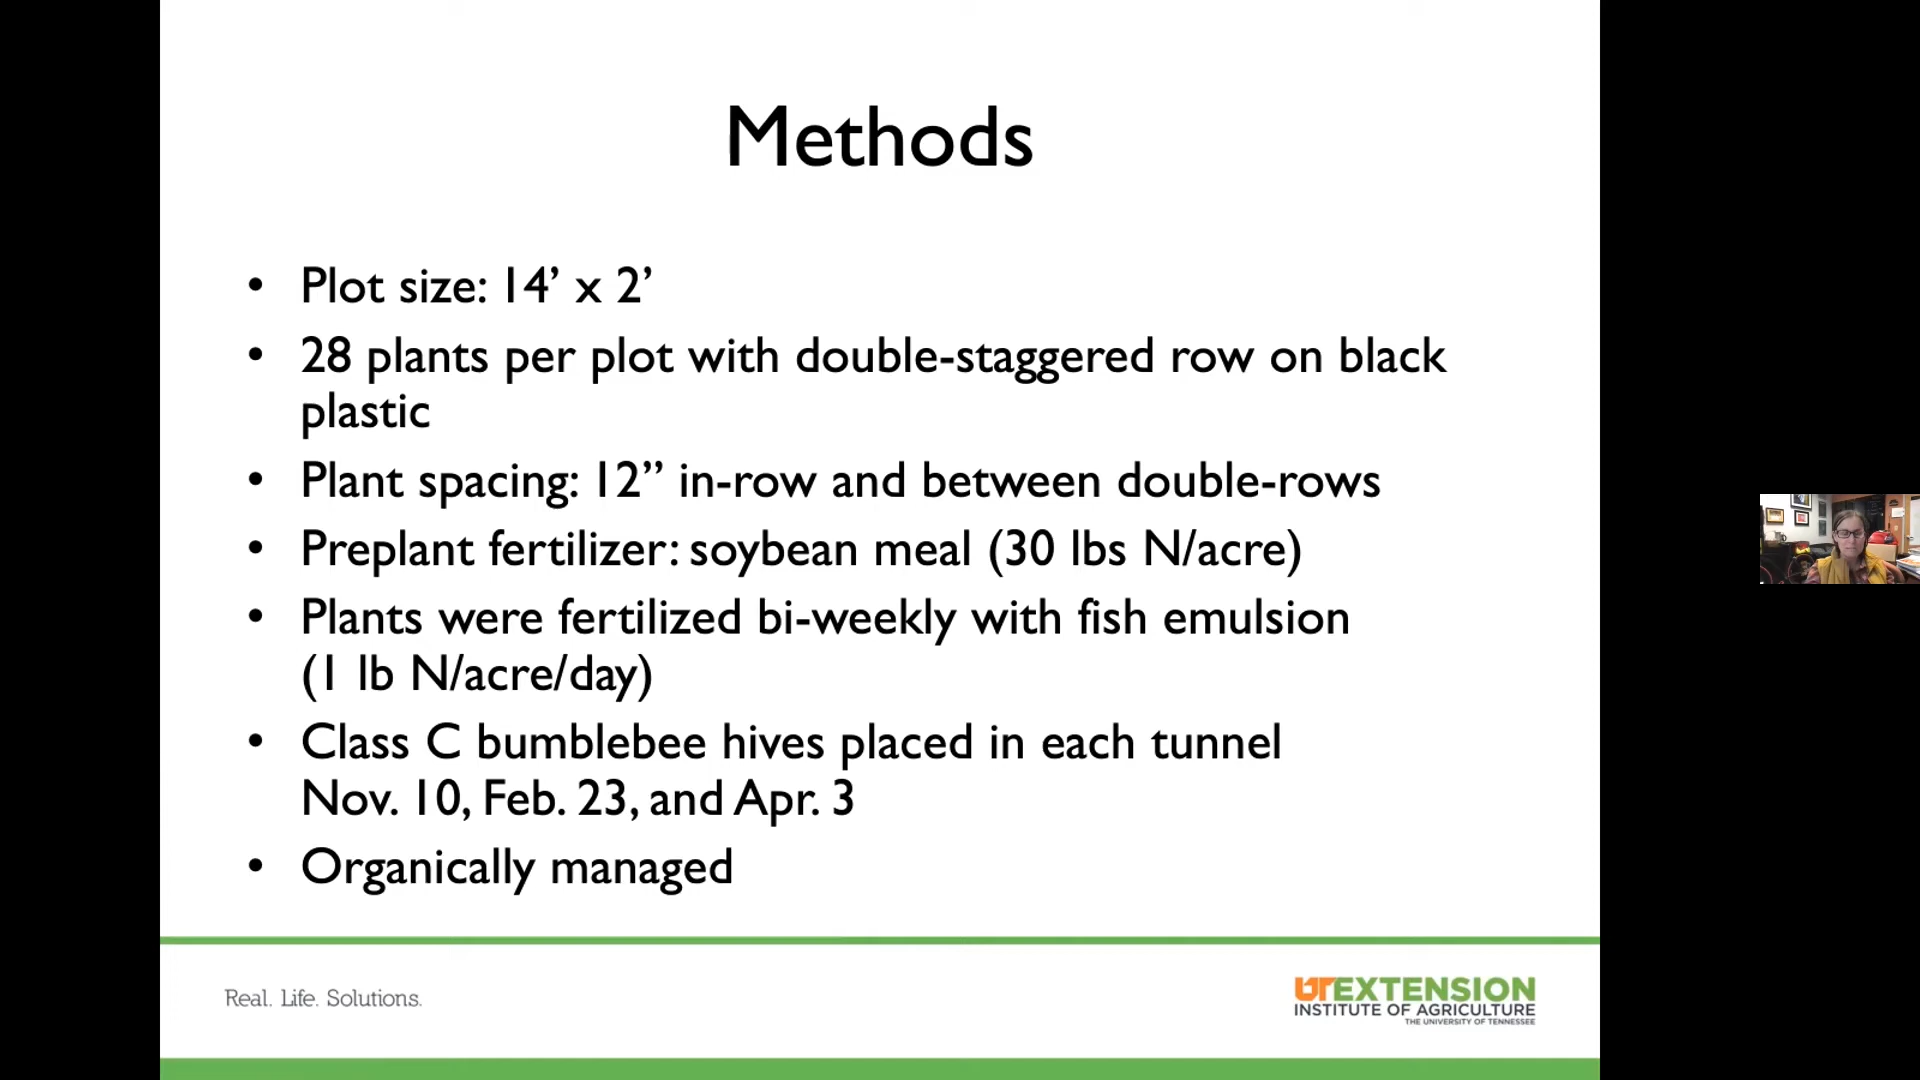 Methods
• Plot size: 14’ x 2’
• 28 plants per plot with double-staggered row on black
plastic
• Plant spacing: 12” in-row and between double-rows
• Preplant fertilizer: soybean meal (30 lbs N/acre)
• Plants were fertilized bi-weekly with fish emulsion
(1 lb N/acre/day)
• Class C bumblebee hives placed in each tunnel
Nov. 10, Feb. 23, and Apr. 3
• Organically managed
Real. Life. Solutions.
UTEXTENSION
INSTITUTE OF AGRICULTURE
THE UNIVERSITY OF TENNESSEE